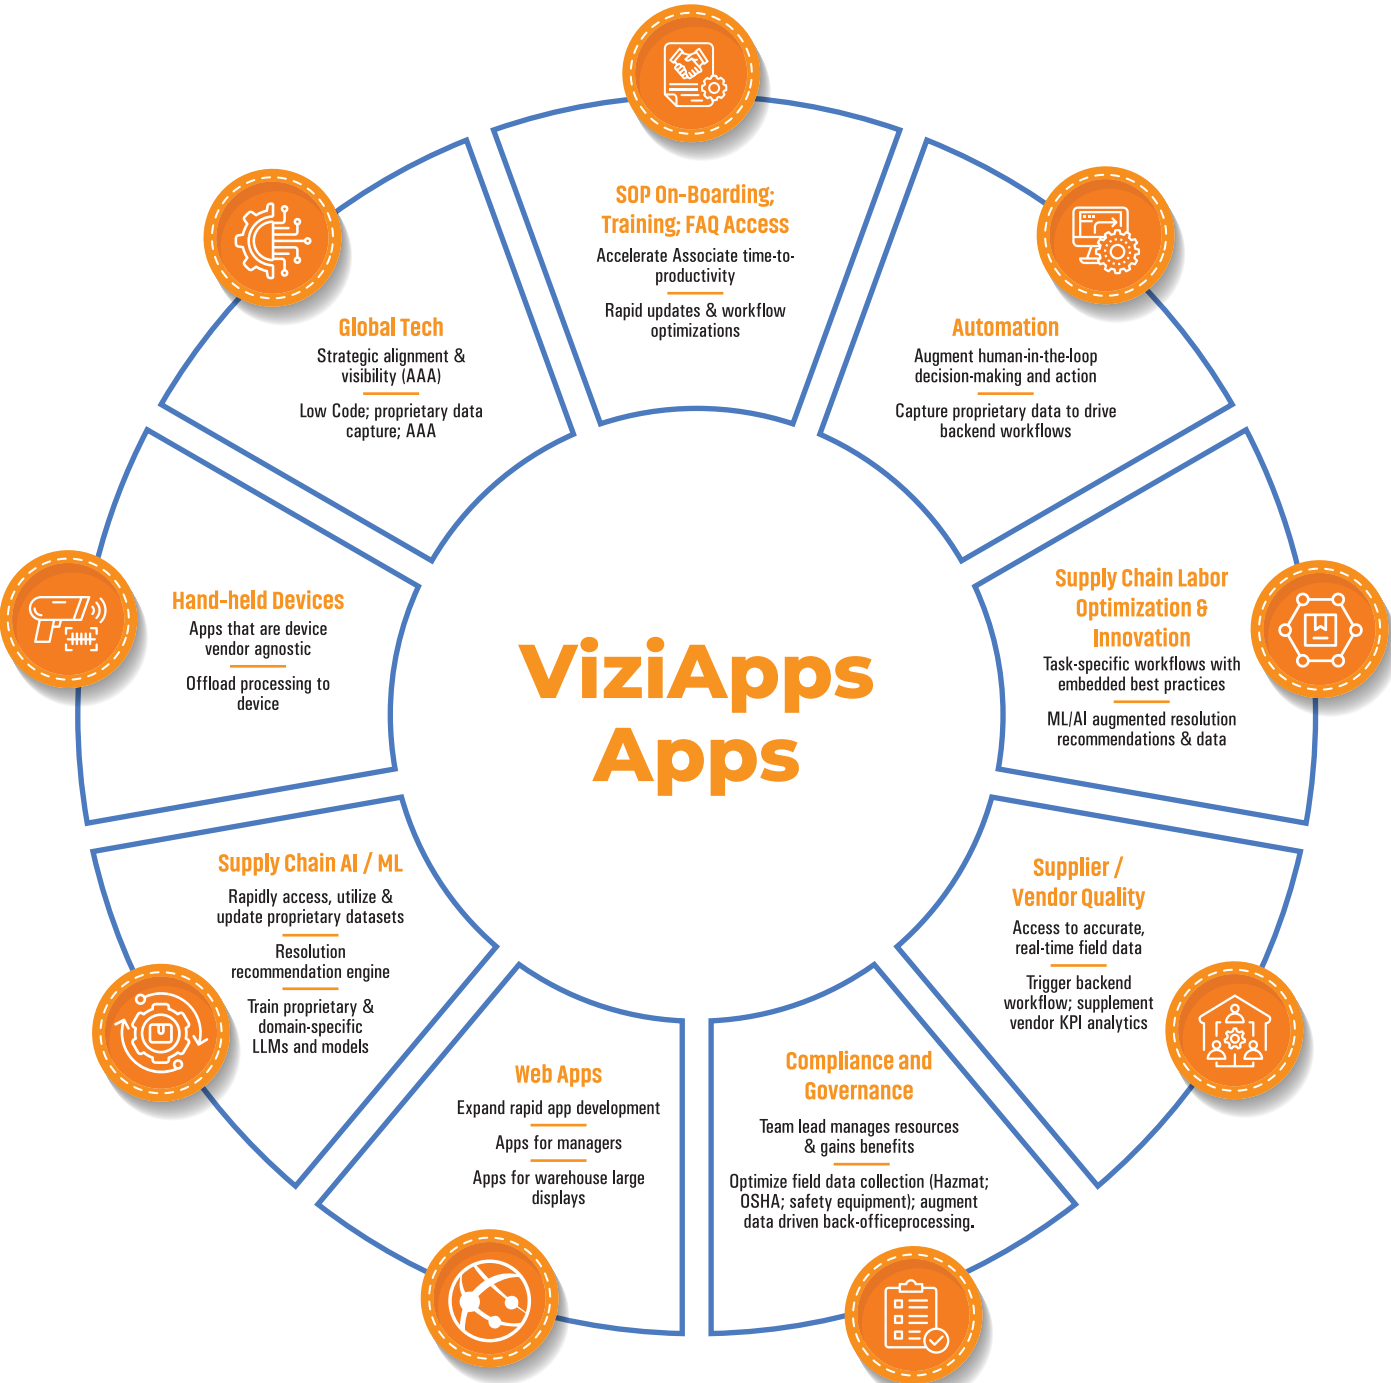 SOP On-Boarding;
Training; FAQ Access
Accelerate Associate time-to-
productivity
Rapid updates & workflow
optimizations
Automation
Augment human-in-the-loop
decision-making and action
Capture proprietary data to drive
backend workflows
Supply Chain Labor
Optimization &
Innovation
Task-specific workflows with
embedded best practices
ML/AI augmented resolution
recommendations & data
Supplier /
Vendor Quality
Access to accurate,
real-time field data
Trigger backend
workflow; supplement
vendor KPI analytics
Compliance and
Governance
Team lead manages resources
& gains benefits
Optimize field data collection (Hazmat;
OSHA; safety equipment); augment
data driven back-officeprocessing.
Web Apps
Expand rapid app development
Apps for managers
Apps for warehouse large
displays
Supply Chain AI / ML
Rapidly access, utilize &
update proprietary datasets
Resolution
recommendation engine
Train proprietary &
domain-specific
LLMs and models
Hand-held Devices
Apps that are device
vendor agnostic
Offload processing to
device
Global Tech
Strategic alignment &
visibility (AAA)
Low Code; proprietary data
capture; AAA
ViziApps
Apps